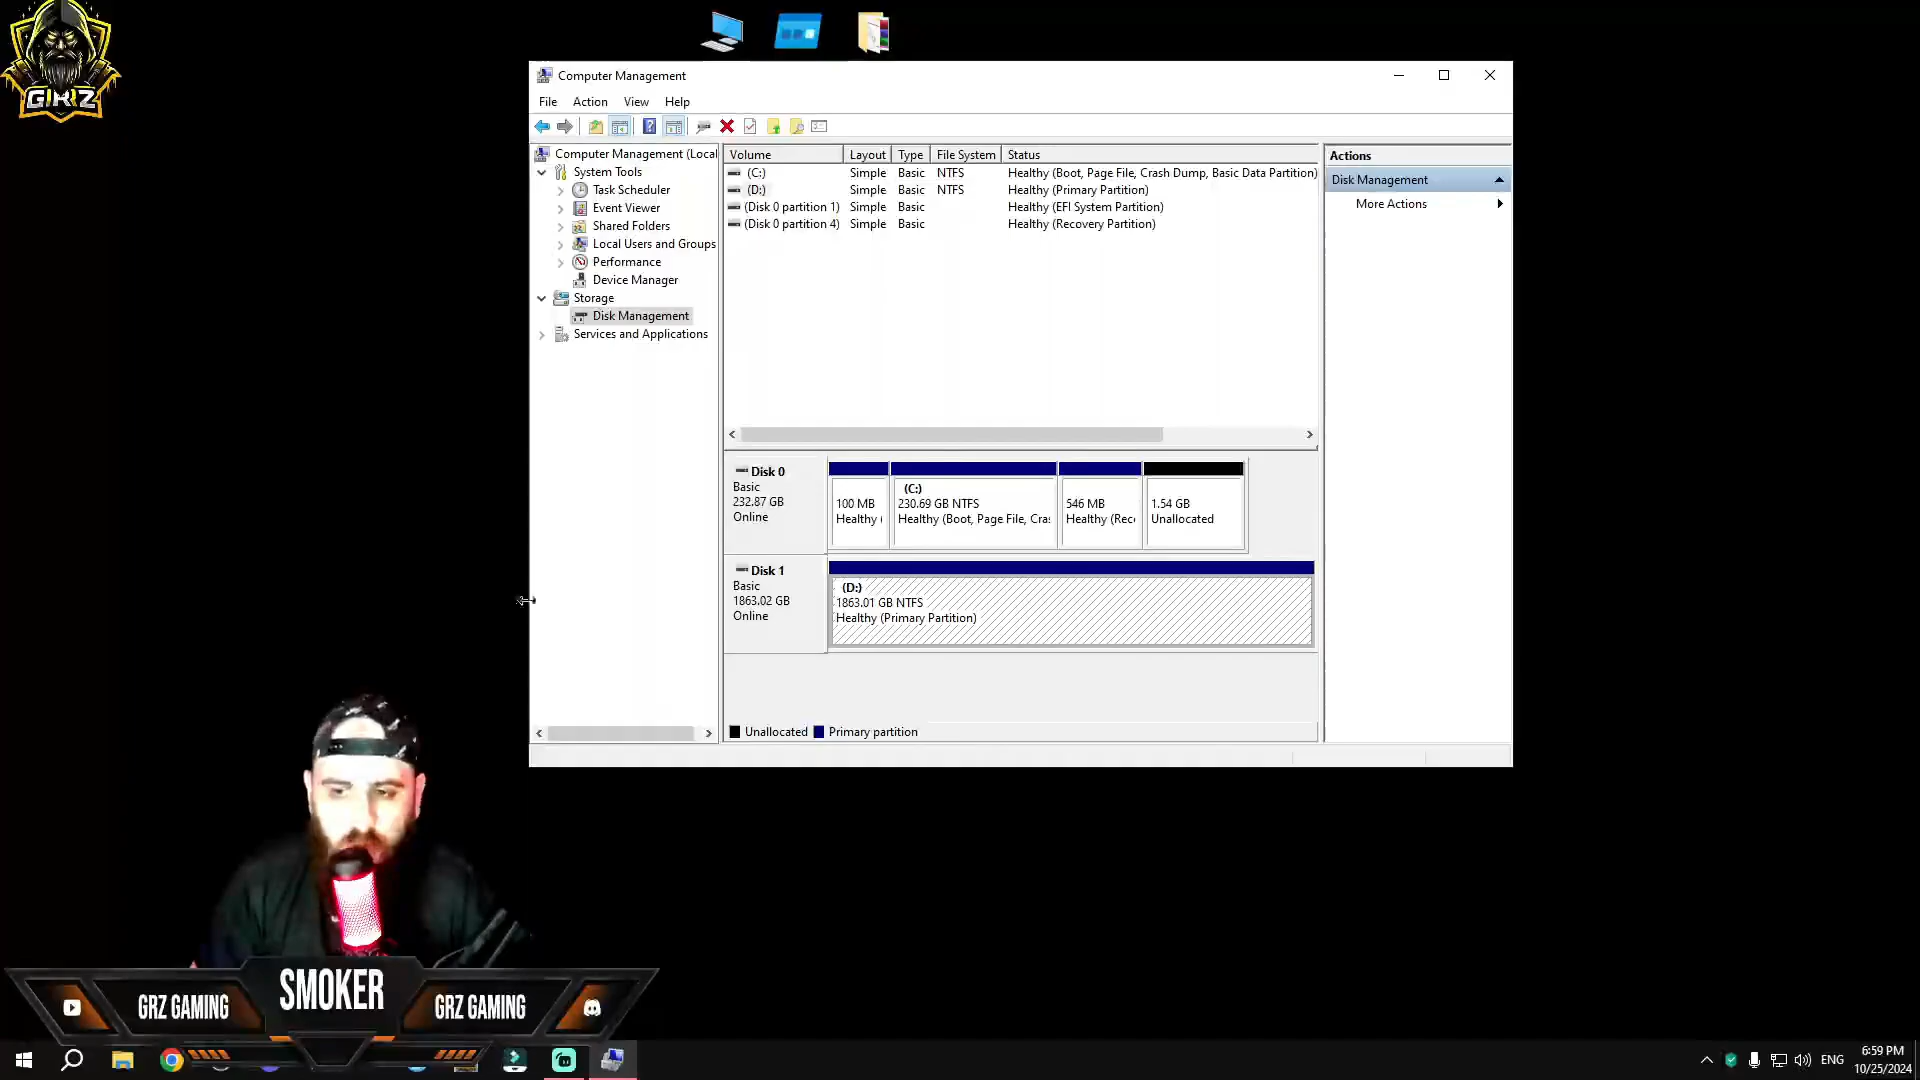 GRZ
Computer Management
File Action View Help
Computer Management (Local
System Tools
Task Scheduler
Event Viewer
Shared Folders
Local Users and Groups
Performance
Device Manager
Storage
Disk Management
Services and Applications
Volume Layout Type File System Status
(C:) Simple Basic NTFS Healthy (Boot, Page File, Crash Dump, Basic Data Partition)
(D:) Simple Basic NTFS Healthy (Primary Partition)
(Disk 0 partition 1) Simple Basic Healthy (EFI System Partition)
(Disk 0 partition 4) Simple Basic Healthy (Recovery Partition)
Actions
Disk Management
More Actions
Disk 0
Basic
232.87 GB
Online
100 MB
Healthy (
(C:)
230.69 GB NTFS
Healthy (Boot, Page File, Cra
546 MB
Healthy (Rec
1.54 GB
Unallocated
Disk 1
Basic
1863.02 GB
Online
(D:)
1863.01 GB NTFS
Healthy (Primary Partition)
Unallocated Primary partition
GRZ GAMING SMOKER GRZ GAMING
ENG
6:59 PM
10/25/2024